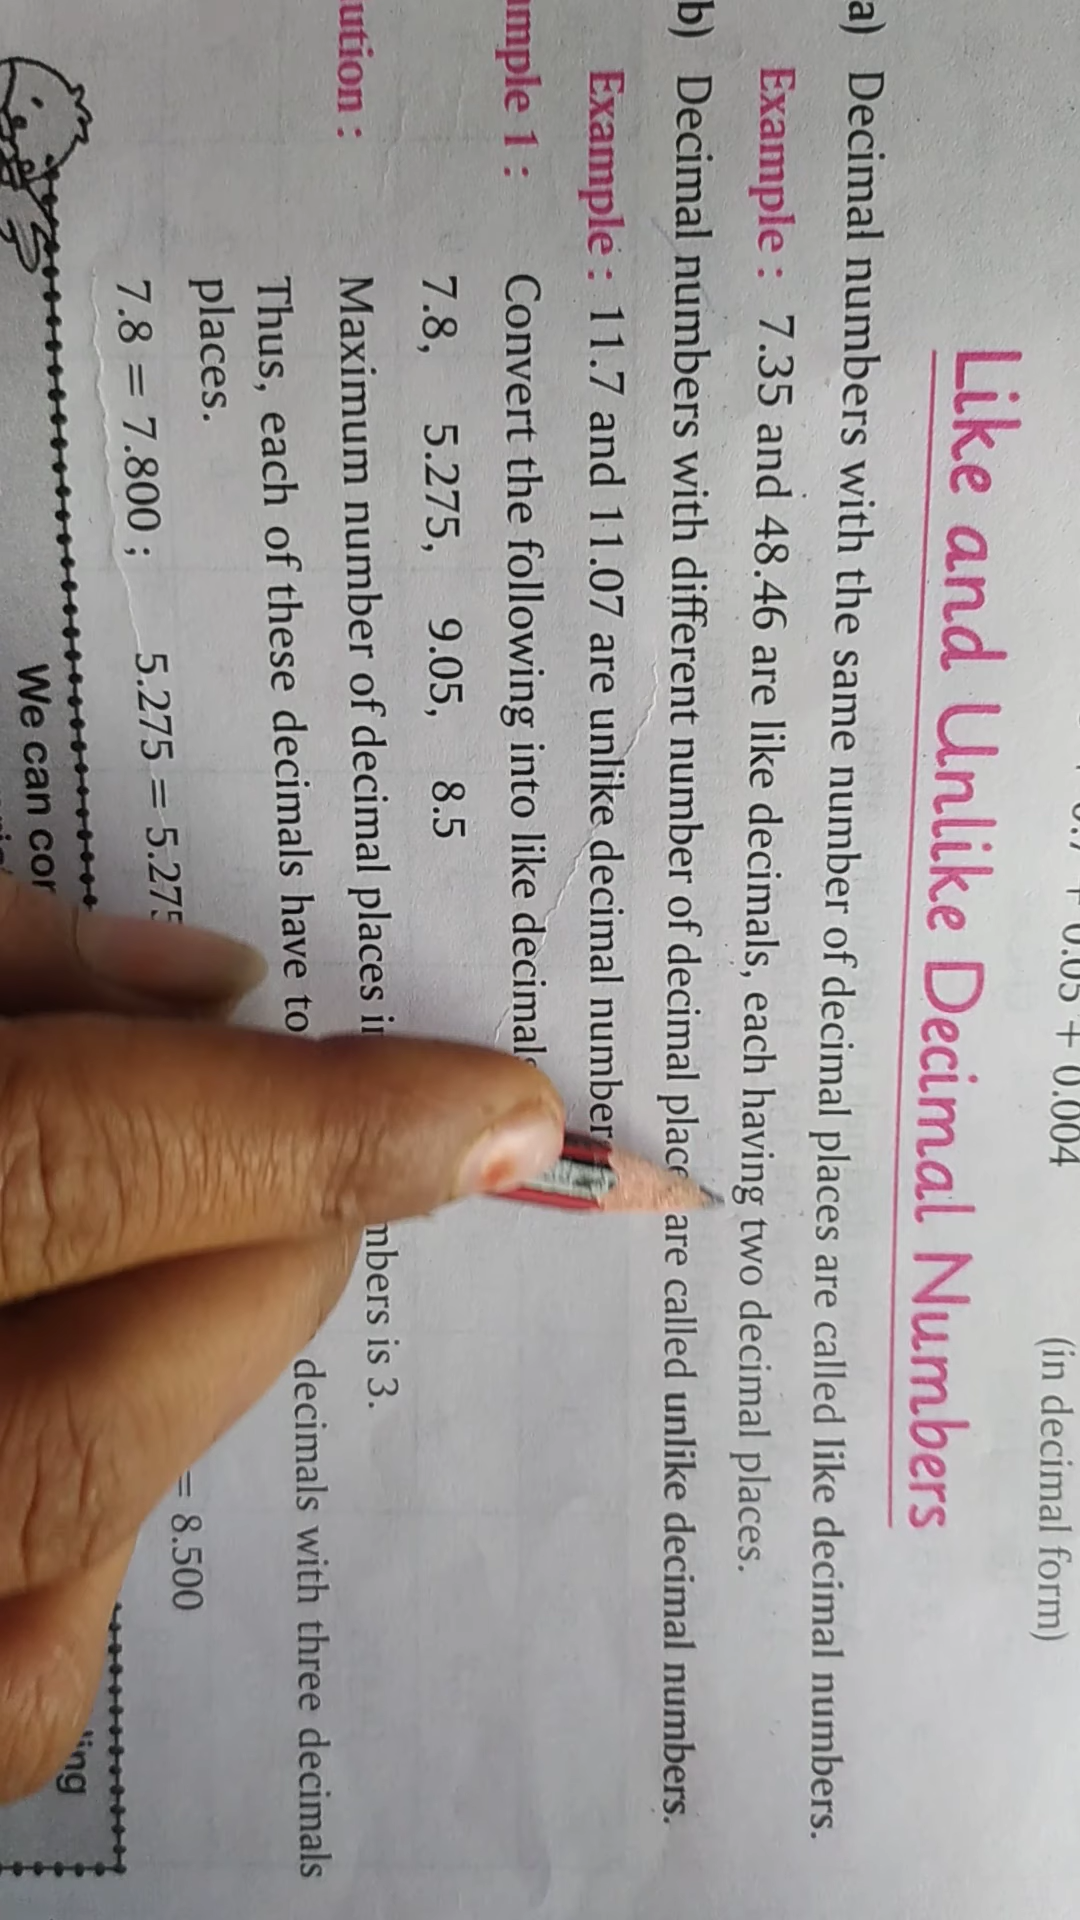 0.05 + 0.004
(in decimal form)
Like and Unlike Decimal Numbers
a) Decimal numbers with the same number of decimal places are called like decimal numbers.
Example : 7.35 and 48.46 are like decimals, each having two decimal places.
b) Decimal numbers with different number of decimal place are called unlike decimal numbers.
Example : 11.7 and 11.07 are unlike decimal number
mple 1 : Convert the following into like decimal
7.8, 5.275, 9.05, 8.5
ution : Maximum number of decimal places mbers is 3.
Thus, each of these decimals have to decimals with three decimals
places.
7.8 = 7.800 ; 5.275 = 5.275 = 8.500
We can ling